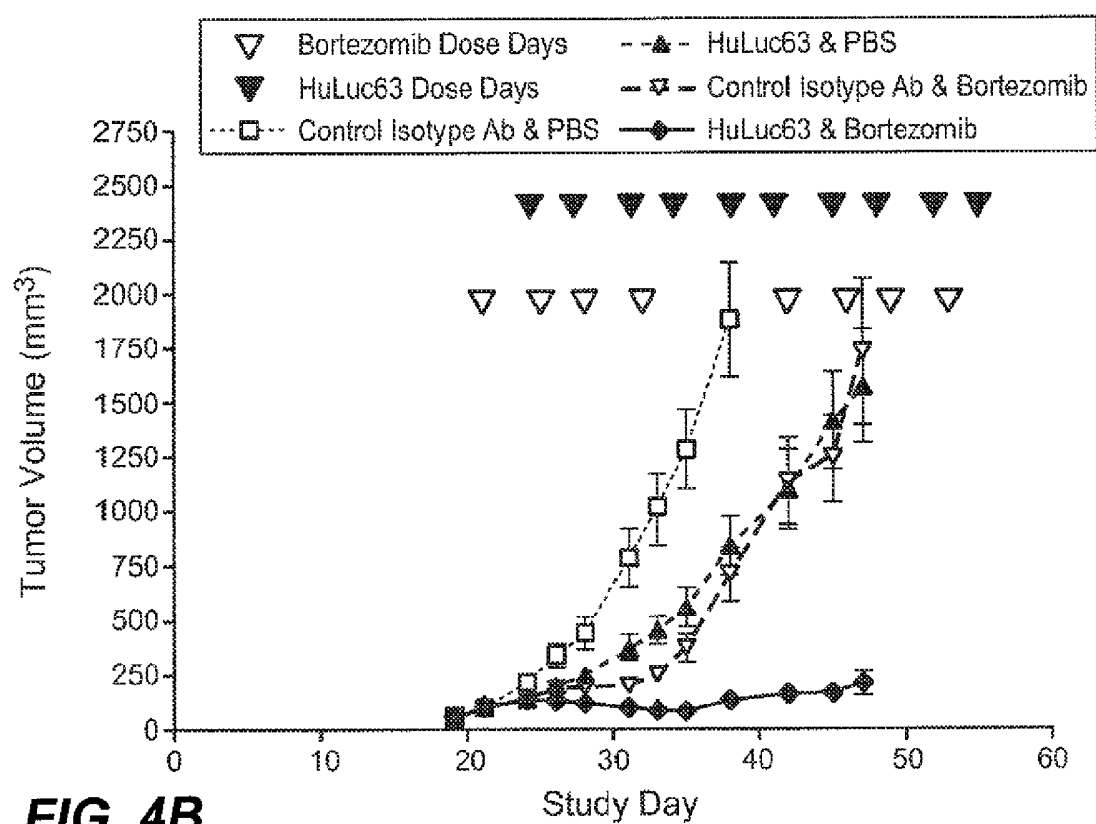 Bortezomib Dose Days
HuLuc63 Dose Days
Control Isotype Ab & PBS
HuLuc63 & PBS
Control Isotype Ab & Bortezomib
HuLuc63 & Bortezomib
Tumor Volume (mm³)
2750
2500
2250
2000
1750
1500
1250
1000
750
500
250
0
0 10 20 30 40 50 60
Study Day
FIG. 4B